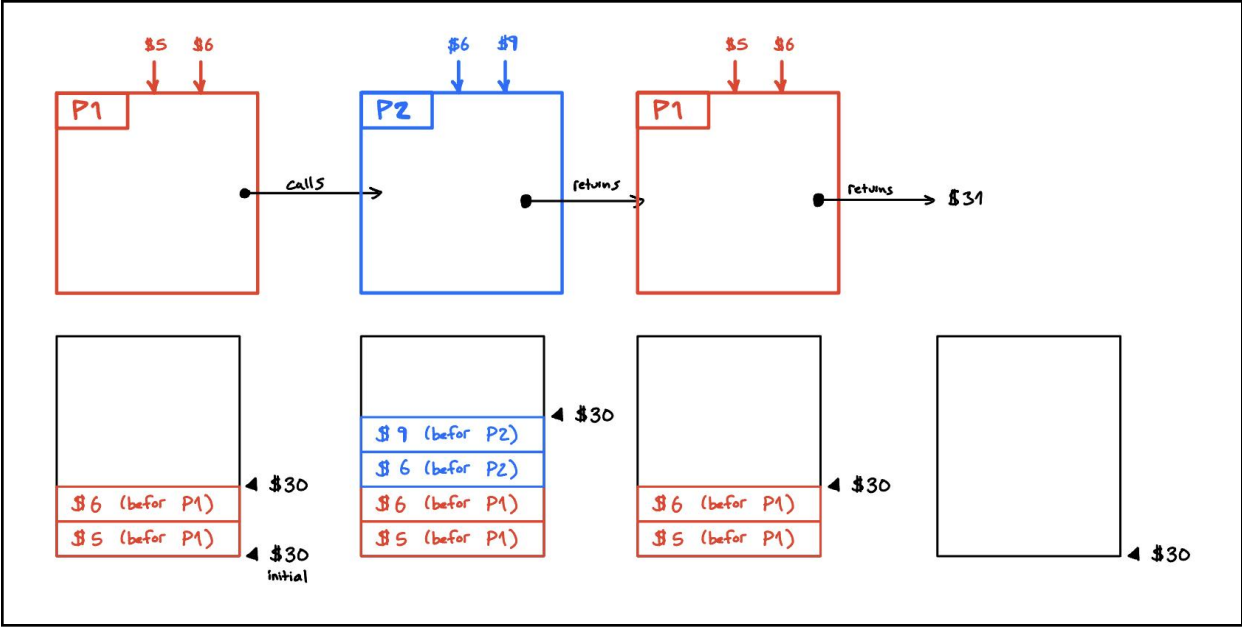 $5 $6
$6 $9
$5 $6
P1
P2
P1
calls
returns
returns
$31
$30
$9 (befor P2)
$6 (befor P2)
$30
$6 (befor P1)
$5 (befor P1)
$30
initial
$6 (befor P1)
$5 (befor P1)
$30
$6 (befor P1)
$5 (befor P1)
$30